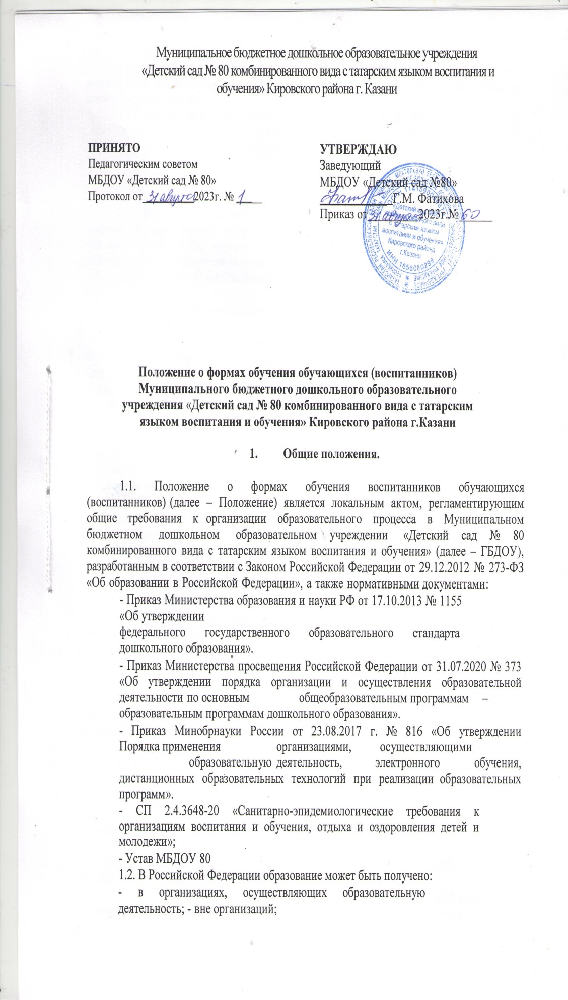 Муниципальное бюджетное дошкольное образовательное учреждения
«Детский сад № 80 комбинированного вида с татарским языком воспитания и
обучения» Кировского района г. Казани
ПРИНЯТО
Педагогическим советом
МБДОУ «Детский сад № 80»
Протокол от 31 августа 2023г. № 1
УТВЕРЖДАЮ
Заведующий
МБДОУ «Детский сад №80»
Г.М. Фатихова
Приказ от 31 августа 2023г.№ 60
комбинированного вида
с татарским языком
воспитания и обучения»
Кировского района
г.Казани
ИНН 1656080298
Положение о формах обучения обучающихся (воспитанников)
Муниципального бюджетного дошкольного образовательного
учреждения «Детский сад № 80 комбинированного вида с татарским
языком воспитания и обучения» Кировского района г.Казани
1. Общие положения.
1.1. Положение о формах обучения воспитанников обучающихся
(воспитанников) (далее – Положение) является локальным актом, регламентирующим
общие требования к организации образовательного процесса в Муниципальном
бюджетном дошкольном образовательном учреждении «Детский сад № 80
комбинированного вида с татарским языком воспитания и обучения» (далее – ГБДОУ),
разработанным в соответствии с Законом Российской Федерации от 29.12.2012 № 273-ФЗ
«Об образовании в Российской Федерации», а также нормативными документами:
- Приказ Министерства образования и науки РФ от 17.10.2013 № 1155
«Об утверждении
федерального государственного образовательного стандарта
дошкольного образования».
- Приказ Министерства просвещения Российской Федерации от 31.07.2020 № 373
«Об утверждении порядка организации и осуществления образовательной
деятельности по основным общеобразовательным программам –
образовательным программам дошкольного образования».
- Приказ Минобрнауки России от 23.08.2017 г. № 816 «Об утверждении
Порядка применения организациями, осуществляющими
образовательную деятельность, электронного обучения,
дистанционных образовательных технологий при реализации образовательных
программ».
- СП 2.4.3648-20 «Санитарно-эпидемиологические требования к
организациям воспитания и обучения, отдыха и оздоровления детей и
молодежи»;
- Устав МБДОУ 80
1.2. В Российской Федерации образование может быть получено:
- в организациях, осуществляющих образовательную
деятельность; - вне организаций;